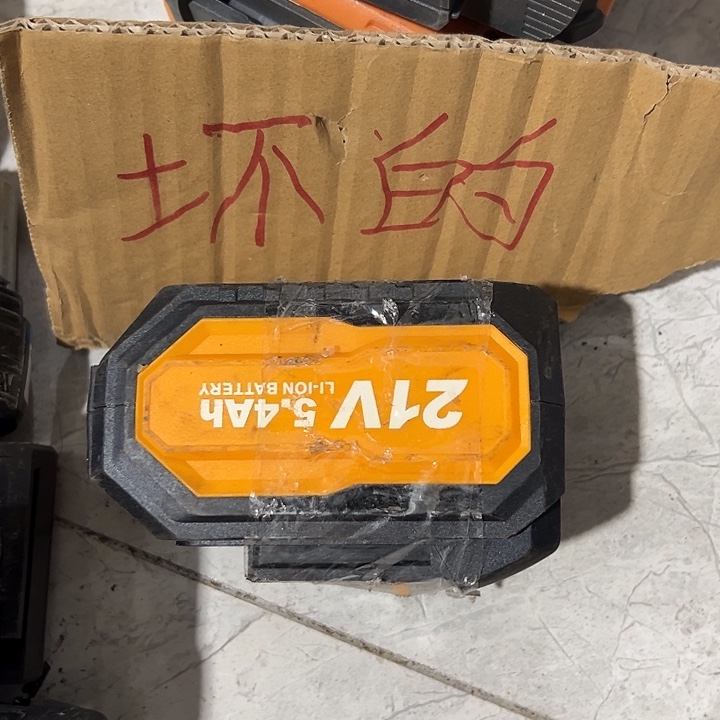 坏的
21V 5.4Ah
LI-ION BATTERY